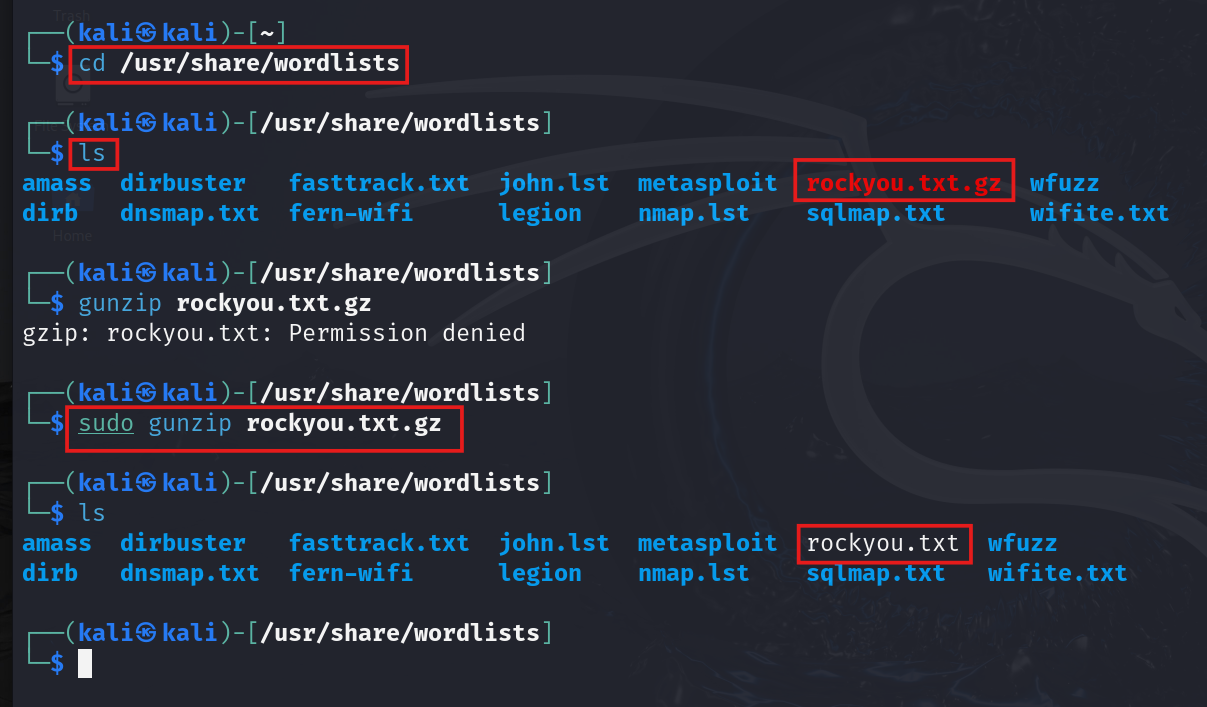 Trash
┌──(kali㉿kali)-[~]
└─$ cd /usr/share/wordlists
┌──(kali㉿kali)-[/usr/share/wordlists]
└─$ ls
amass dirbuster fasttrack.txt john.lst metasploit rockyou.txt.gz wfuzz
dirb dnsmap.txt fern-wifi legion nmap.lst sqlmap.txt wifite.txt
Home
┌──(kali㉿kali)-[/usr/share/wordlists]
└─$ gunzip rockyou.txt.gz
gzip: rockyou.txt: Permission denied
┌──(kali㉿kali)-[/usr/share/wordlists]
└─$ sudo gunzip rockyou.txt.gz
┌──(kali㉿kali)-[/usr/share/wordlists]
└─$ ls
amass dirbuster fasttrack.txt john.lst metasploit rockyou.txt wfuzz
dirb dnsmap.txt fern-wifi legion nmap.lst sqlmap.txt wifite.txt
┌──(kali㉿kali)-[/usr/share/wordlists]
└─$